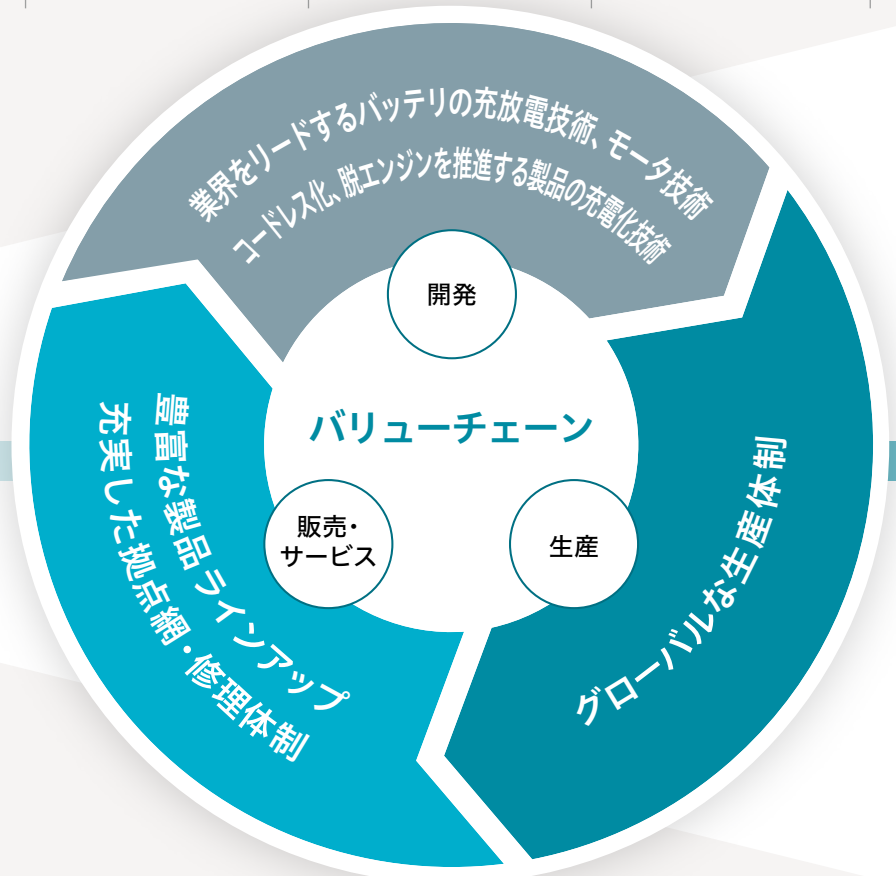 業界をリードするバッテリの充放電技術、モータ技術
コードレス化、脱エンジンを推進する製品の充電化技術
開発
バリューチェーン
販売・
サービス
生産
グローバルな生産体制
豊富な製品ラインアップ
充実した拠点網・修理体制